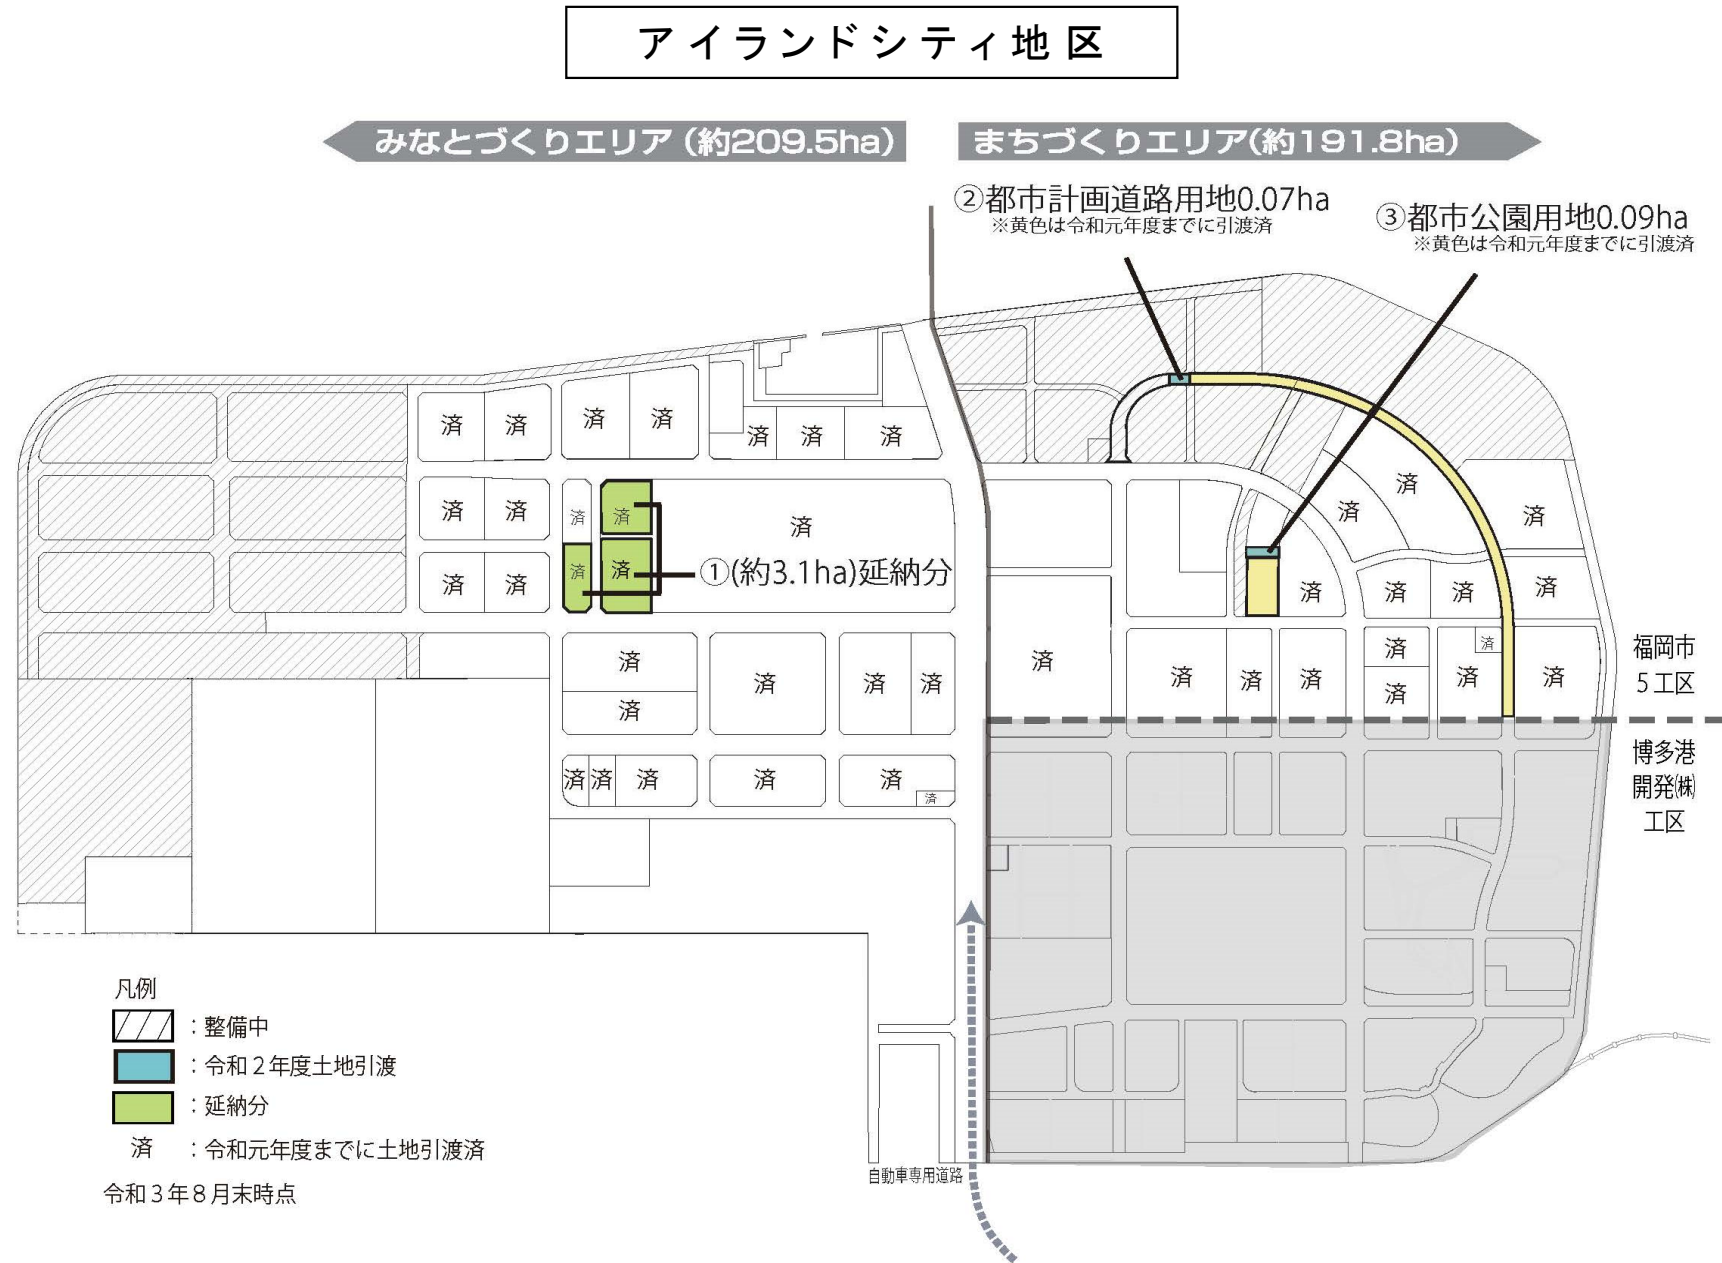 アイランドシティ地区
みなとづくりエリア(約209.5ha)
まちづくりエリア(約191.8ha)
②都市計画道路用地0.07ha
※黄色は令和元年度までに引渡済
③都市公園用地0.09ha
※黄色は令和元年度までに引渡済
済 済 済 済 済 済 済
済 済 済 済 済 済 済
済 済 済 済 ①(約3.1ha)延納分 済 済 済 済
済 済 済 済 済 済 済 済 済 済 済 済 済 済
済 済
福岡市
5工区
済 済 済 済 済 済
博多港
開発㈱
工区
凡例
：整備中
：令和2年度土地引渡
：延納分
済 ：令和元年度までに土地引渡済
令和3年8月末時点
自動車専用道路